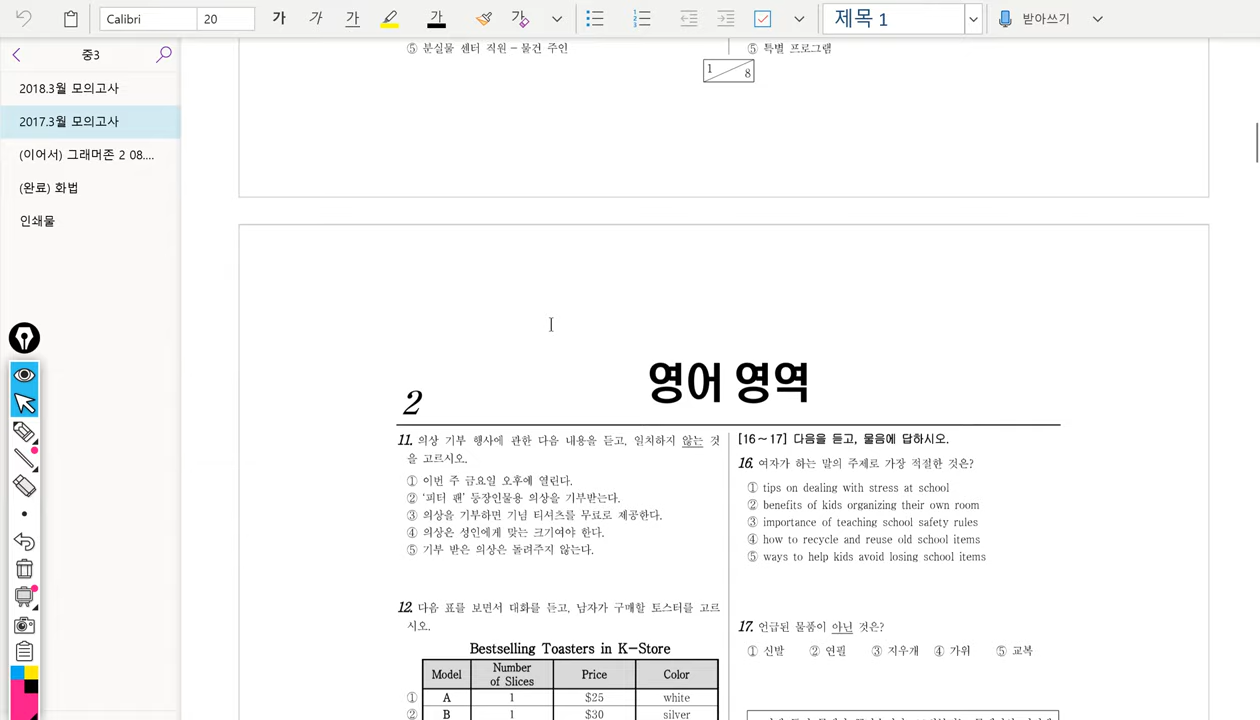 Calibri
20
가
가
가
가
가
제목 1
받아쓰기
중3
2018.3월 모의고사
2017.3월 모의고사
(이어서) 그래머존 2 08....
(완료) 화법
인쇄물
⑤ 분실물 센터 직원 - 물건 주인
⑤ 특별 프로그램
1
8
영어 영역
2
11. 의상 기부 행사에 관한 다음 내용을 듣고, 일치하지 않는 것
을 고르시오.
① 이번 주 금요일 오후에 열린다.
② ‘피터 팬’ 등장인물용 의상을 기부받는다.
③ 의상을 기부하면 기념 티셔츠를 무료로 제공한다.
④ 의상은 성인에게 맞는 크기여야 한다.
⑤ 기부 받은 의상은 돌려주지 않는다.
12. 다음 표를 보면서 대화를 듣고, 남자가 구매할 토스터를 고르
시오.
Bestselling Toasters in K-Store
Model Number of Slices Price Color
① A 1 $25 white
② B 1 $30 silver
[16~17] 다음을 듣고, 물음에 답하시오.
16. 여자가 하는 말의 주제로 가장 적절한 것은?
① tips on dealing with stress at school
② benefits of kids organizing their own room
③ importance of teaching school safety rules
④ how to recycle and reuse old school items
⑤ ways to help kids avoid losing school items
17. 언급된 물품이 아닌 것은?
① 신발 ② 연필 ③ 지우개 ④ 가위 ⑤ 교복